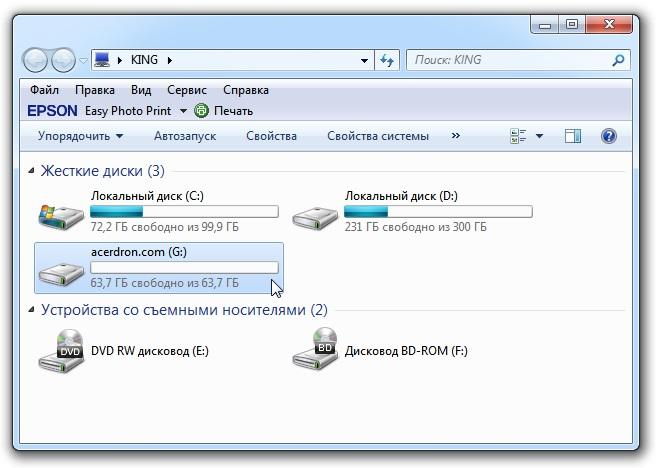 KING
Поиск: KING
Файл Правка Вид Сервис Справка
EPSON Easy Photo Print Печать
Упорядочить Автозапуск Свойства Свойства системы »
Жесткие диски (3)
Локальный диск (C:)
72,2 ГБ свободно из 99,9 ГБ
Локальный диск (D:)
231 ГБ свободно из 300 ГБ
acerdron.com (G:)
63,7 ГБ свободно из 63,7 ГБ
Устройства со съемными носителями (2)
DVD
DVD RW дисковод (E:)
BD
Дисковод BD-ROM (F:)